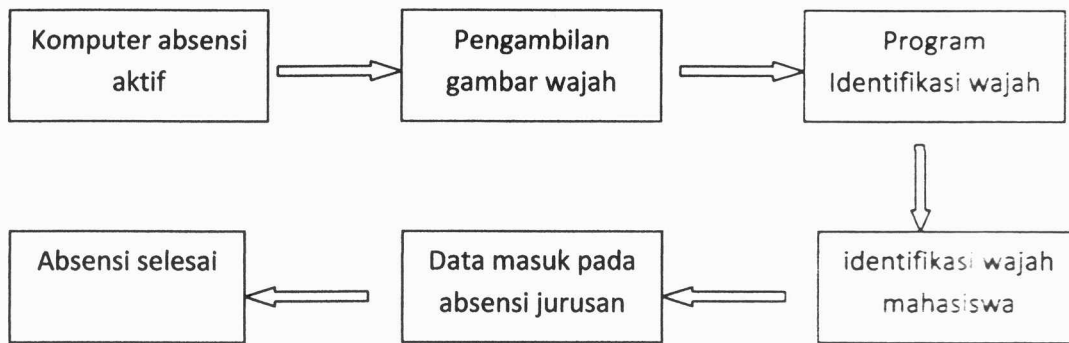 Komputer absensi
aktif
Pengambilan
gambar wajah
Program
Identifikasi wajah
identifikasi wajah
mahasiswa
Data masuk pada
absensi jurusan
Absensi selesai